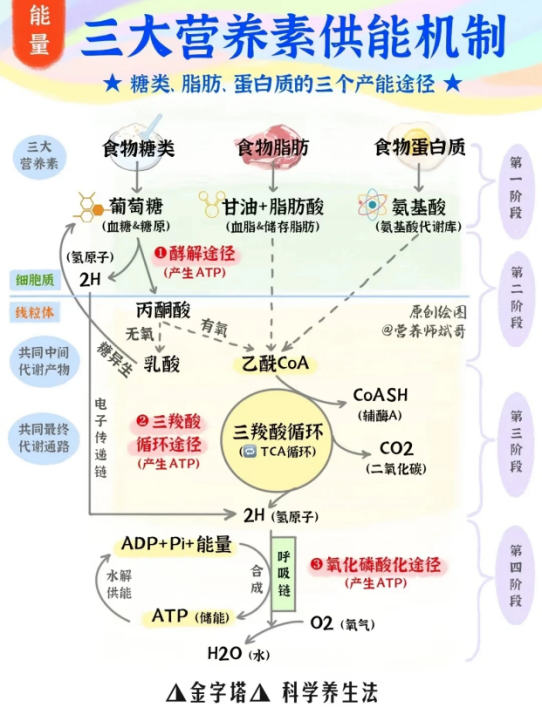 能量
三大营养素供能机制
★ 糖类、脂肪、蛋白质的三个产能途径 ★
三大
营养素
食物糖类
食物脂肪
食物蛋白质
第一阶段
葡萄糖
(血糖&糖原)
甘油+脂肪酸
(血脂&储存脂肪)
氨基酸
(氨基酸代谢库)
(氢原子)
2H
❶酵解途径
(产生ATP)
第二阶段
细胞质
线粒体
丙酮酸
原创绘图
@营养师斌哥
无氧
有氧
共同中间
代谢产物
糖异生
乳酸
乙酰CoA
CoASH
(辅酶A)
第三阶段
共同最终
代谢通路
电子传递链
❷三羧酸
循环途径
(产生ATP)
三羧酸循环
(🔁TCA循环)
CO2
(二氧化碳)
2H (氢原子)
ADP+Pi+能量
水解
供能
合成
呼吸链
❸氧化磷酸化途径
(产生ATP)
第四阶段
ATP (储能)
O2 (氧气)
H2O (水)
金字塔 科学养生法